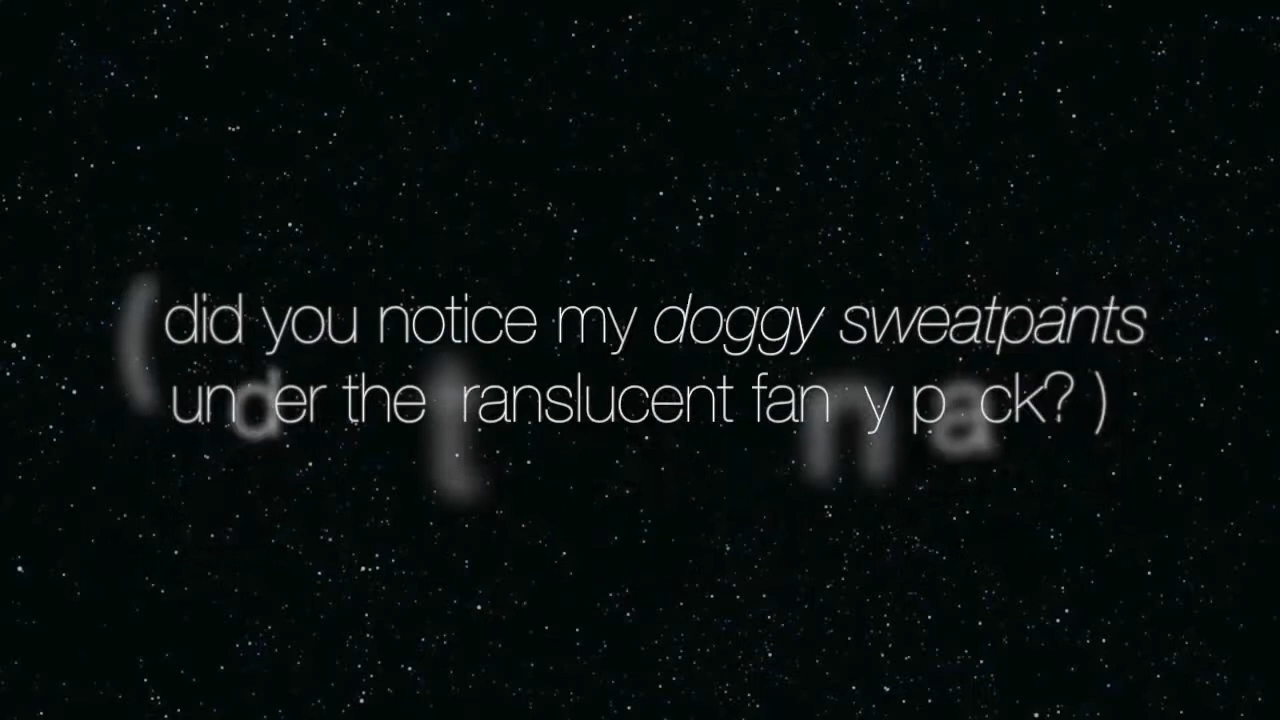 (did you notice my doggy sweatpants
under the translucent fanny pack? )